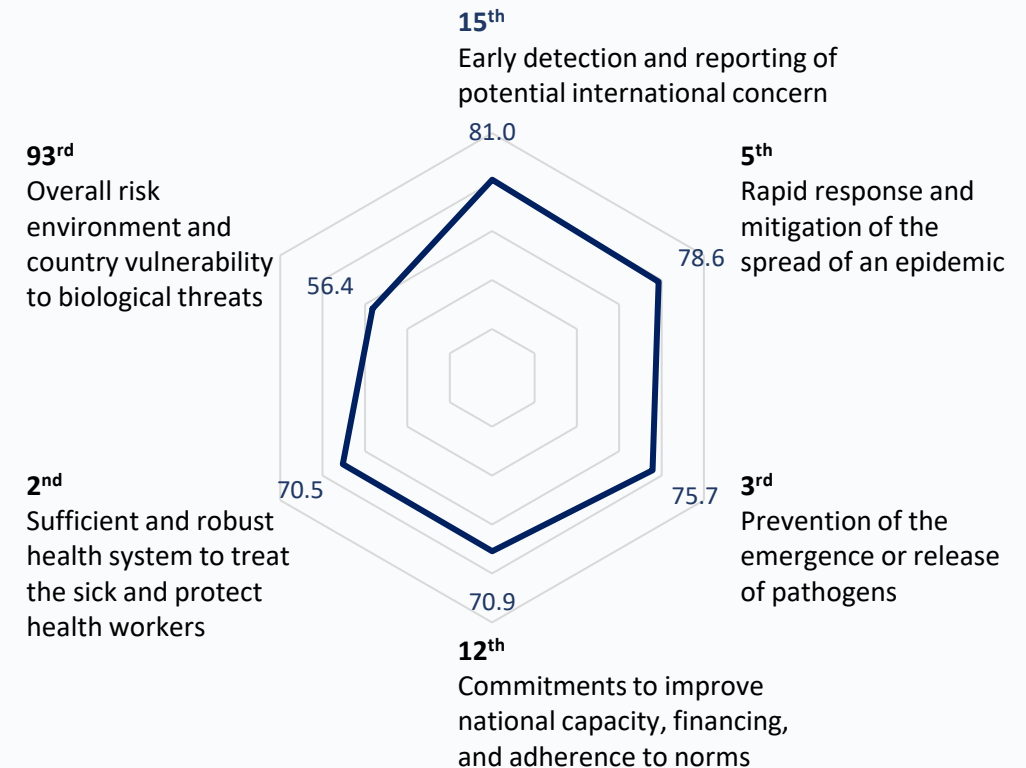 15th
Early detection and reporting of
potential international concern
81.0
93rd
Overall risk
environment and
country vulnerability
to biological threats
56.4
5th
Rapid response and
mitigation of the
spread of an epidemic
78.6
2nd
Sufficient and robust
health system to treat
the sick and protect
health workers
70.5
3rd
Prevention of the
emergence or release
of pathogens
75.7
70.9
12th
Commitments to improve
national capacity, financing,
and adherence to norms